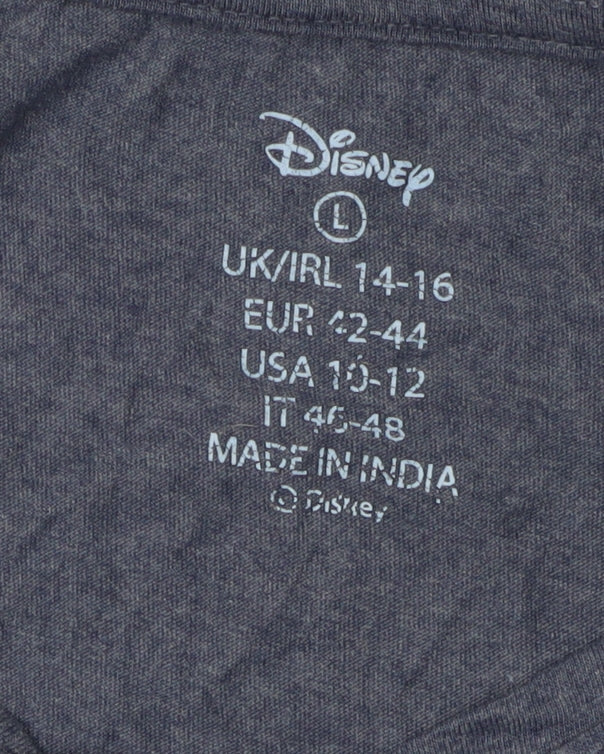 Disney
L
UK/IRL 14-16
EUR 42-44
USA 10-12
IT 46-48
MADE IN INDIA
© Disney